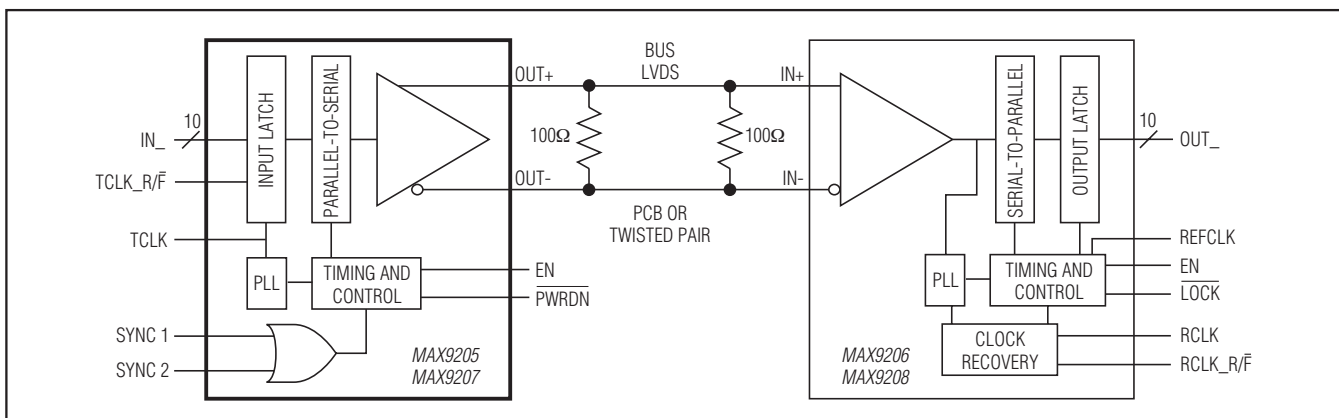 BUS
LVDS
OUT+
IN+
INPUT LATCH
PARALLEL-TO-SERIAL
SERIAL-TO-PARALLEL
OUTPUT LATCH
10
IN_
100Ω
100Ω
10
OUT_
TCLK_R/F̅
OUT-
IN-
PCB OR
TWISTED PAIR
TCLK
PLL
TIMING AND
CONTROL
EN
P̅W̅R̅D̅N̅
PLL
TIMING AND
CONTROL
REFCLK
EN
L̅O̅C̅K̅
SYNC 1
SYNC 2
MAX9205
MAX9207
MAX9206
MAX9208
CLOCK
RECOVERY
RCLK
RCLK_R/F̅